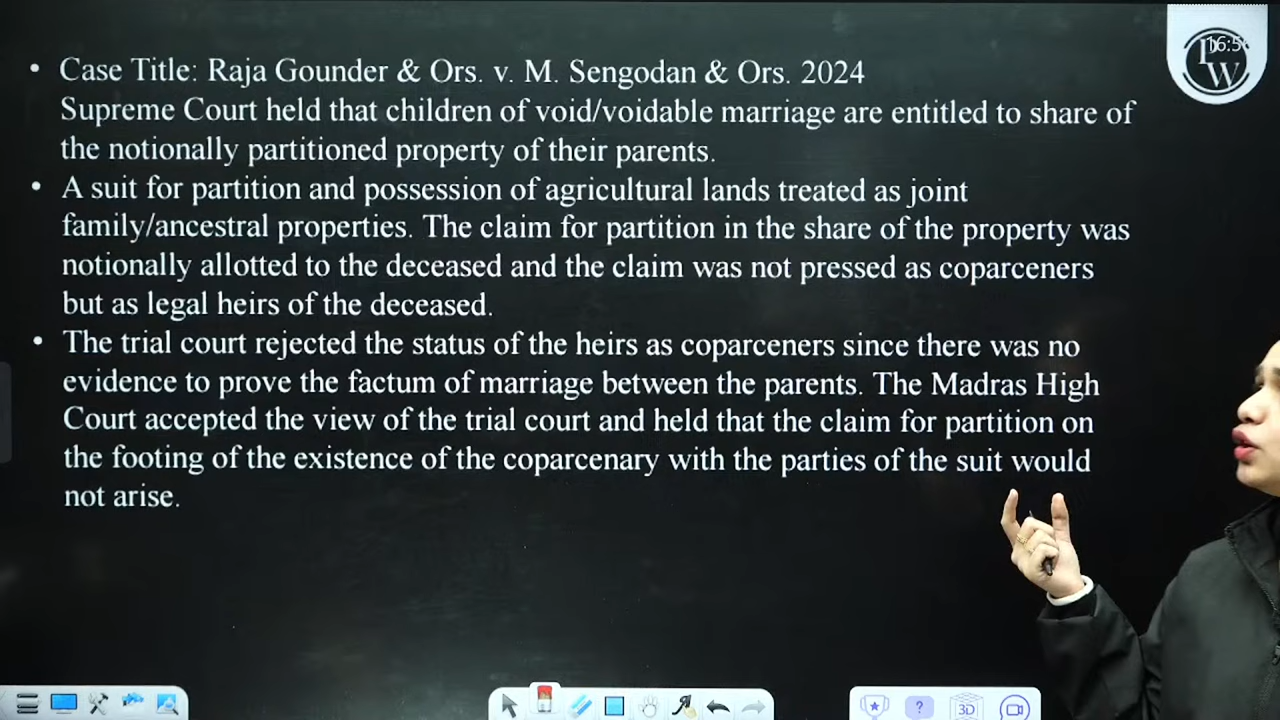 • Case Title: Raja Gounder & Ors. v. M. Sengodan & Ors. 2024
Supreme Court held that children of void/voidable marriage are entitled to share of
the notionally partitioned property of their parents.
• A suit for partition and possession of agricultural lands treated as joint
family/ancestral properties. The claim for partition in the share of the property was
notionally allotted to the deceased and the claim was not pressed as coparceners
but as legal heirs of the deceased.
• The trial court rejected the status of the heirs as coparceners since there was no
evidence to prove the factum of marriage between the parents. The Madras High
Court accepted the view of the trial court and held that the claim for partition on
the footing of the existence of the coparcenary with the parties of the suit would
not arise.
W
?
3D